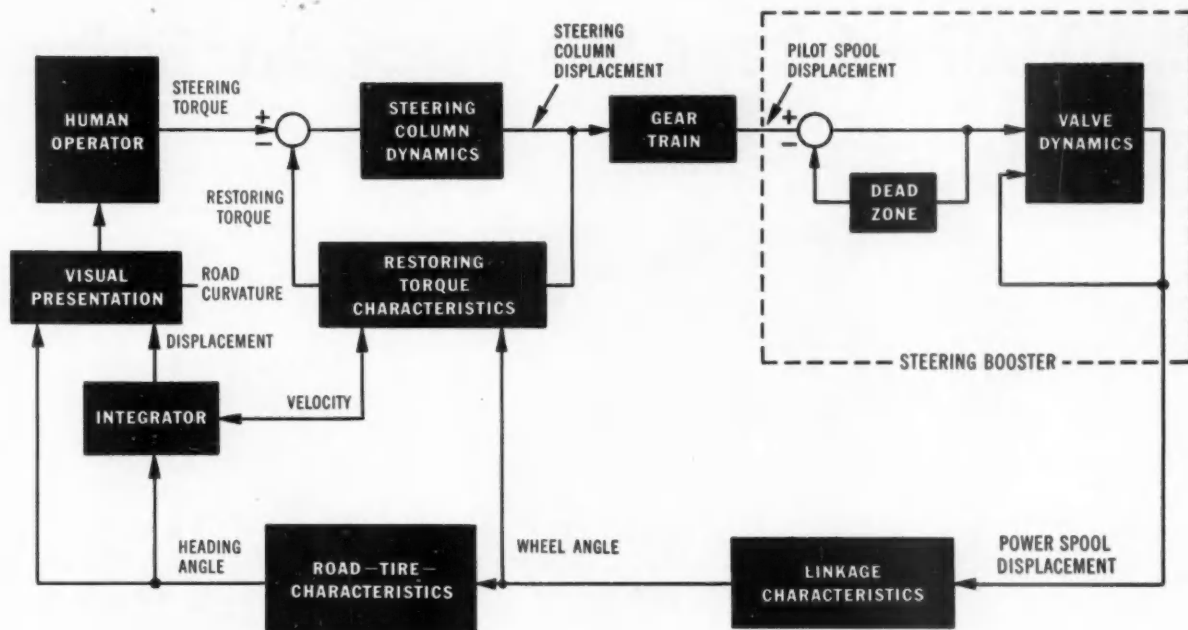 STEERING
COLUMN
DISPLACEMENT
PILOT SPOOL
DISPLACEMENT
HUMAN
OPERATOR
STEERING
TORQUE
+
−
STEERING
COLUMN
DYNAMICS
GEAR
TRAIN
+
−
VALVE
DYNAMICS
DEAD
ZONE
RESTORING
TORQUE
VISUAL
PRESENTATION
ROAD
CURVATURE
RESTORING
TORQUE
CHARACTERISTICS
DISPLACEMENT
STEERING BOOSTER
INTEGRATOR
VELOCITY
HEADING
ANGLE
ROAD—TIRE—
CHARACTERISTICS
WHEEL ANGLE
LINKAGE
CHARACTERISTICS
POWER SPOOL
DISPLACEMENT